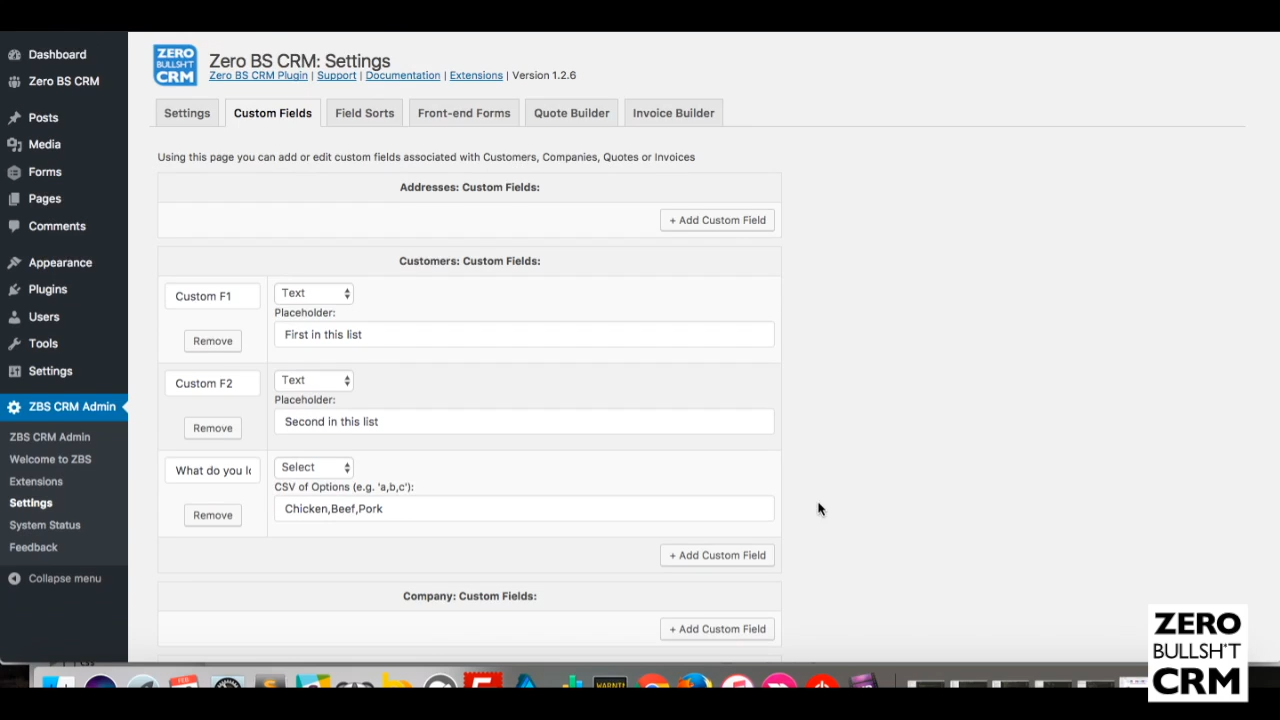 Dashboard
Zero BS CRM
Posts
Media
Forms
Pages
Comments
Appearance
Plugins
Users
Tools
Settings
ZBS CRM Admin
ZBS CRM Admin
Welcome to ZBS
Extensions
Settings
System Status
Feedback
Collapse menu
ZERO
BULLSH*T
CRM
Zero BS CRM: Settings
Zero BS CRM Plugin | Support | Documentation | Extensions | Version 1.2.6
Settings
Custom Fields
Field Sorts
Front-end Forms
Quote Builder
Invoice Builder
Using this page you can add or edit custom fields associated with Customers, Companies, Quotes or Invoices
Addresses: Custom Fields:
+ Add Custom Field
Customers: Custom Fields:
Custom F1
Remove
Text
Placeholder:
First in this list
Custom F2
Remove
Text
Placeholder:
Second in this list
What do you lo
Remove
Select
CSV of Options (e.g. 'a,b,c'):
Chicken,Beef,Pork
+ Add Custom Field
Company: Custom Fields:
+ Add Custom Field
FEB
WARNI
ZERO
BULLSH*T
CRM